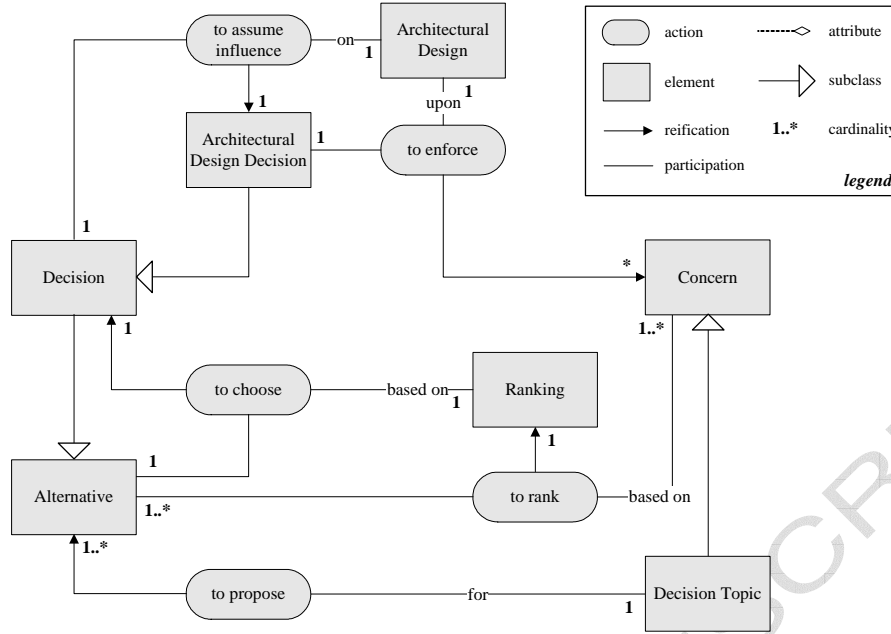 to assume
influence
on
1
Architectural
Design
1
upon
1
Architectural
Design Decision
1
to enforce
action
attribute
element
subclass
reification
1..*
cardinality
participation
legend
1
Decision
1
*
Concern
1..*
to choose
based on
1
Ranking
1
Alternative
1
1..*
1..*
to rank
based on
to propose
for
1
Decision Topic